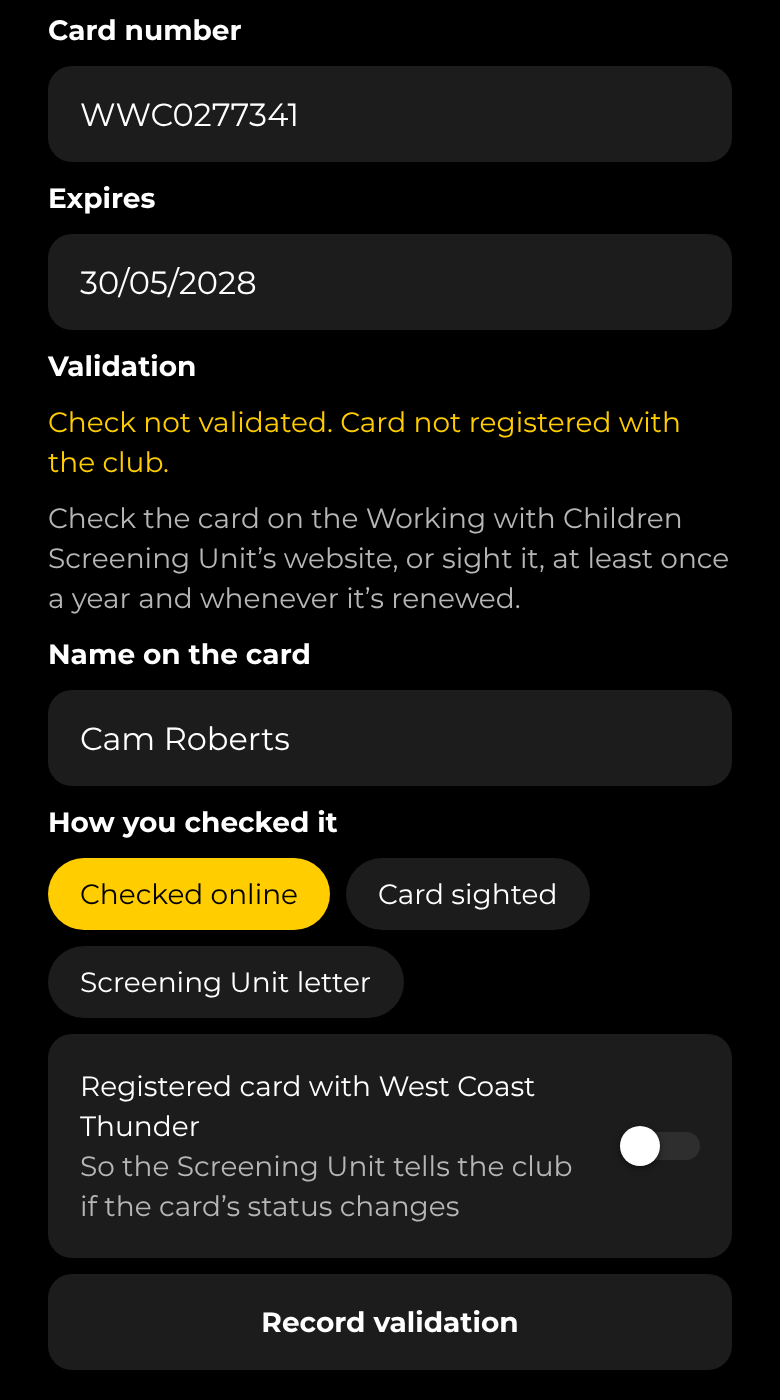 Card number
WWC0277341
Expires
30/05/2028
Validation
Check not validated. Card not registered with
the club.
Check the card on the Working with Children
Screening Unit’s website, or sight it, at least once
a year and whenever it’s renewed.
Name on the card
Cam Roberts
How you checked it
Checked online
Card sighted
Screening Unit letter
Registered card with West Coast
Thunder
So the Screening Unit tells the club
if the card’s status changes
Record validation